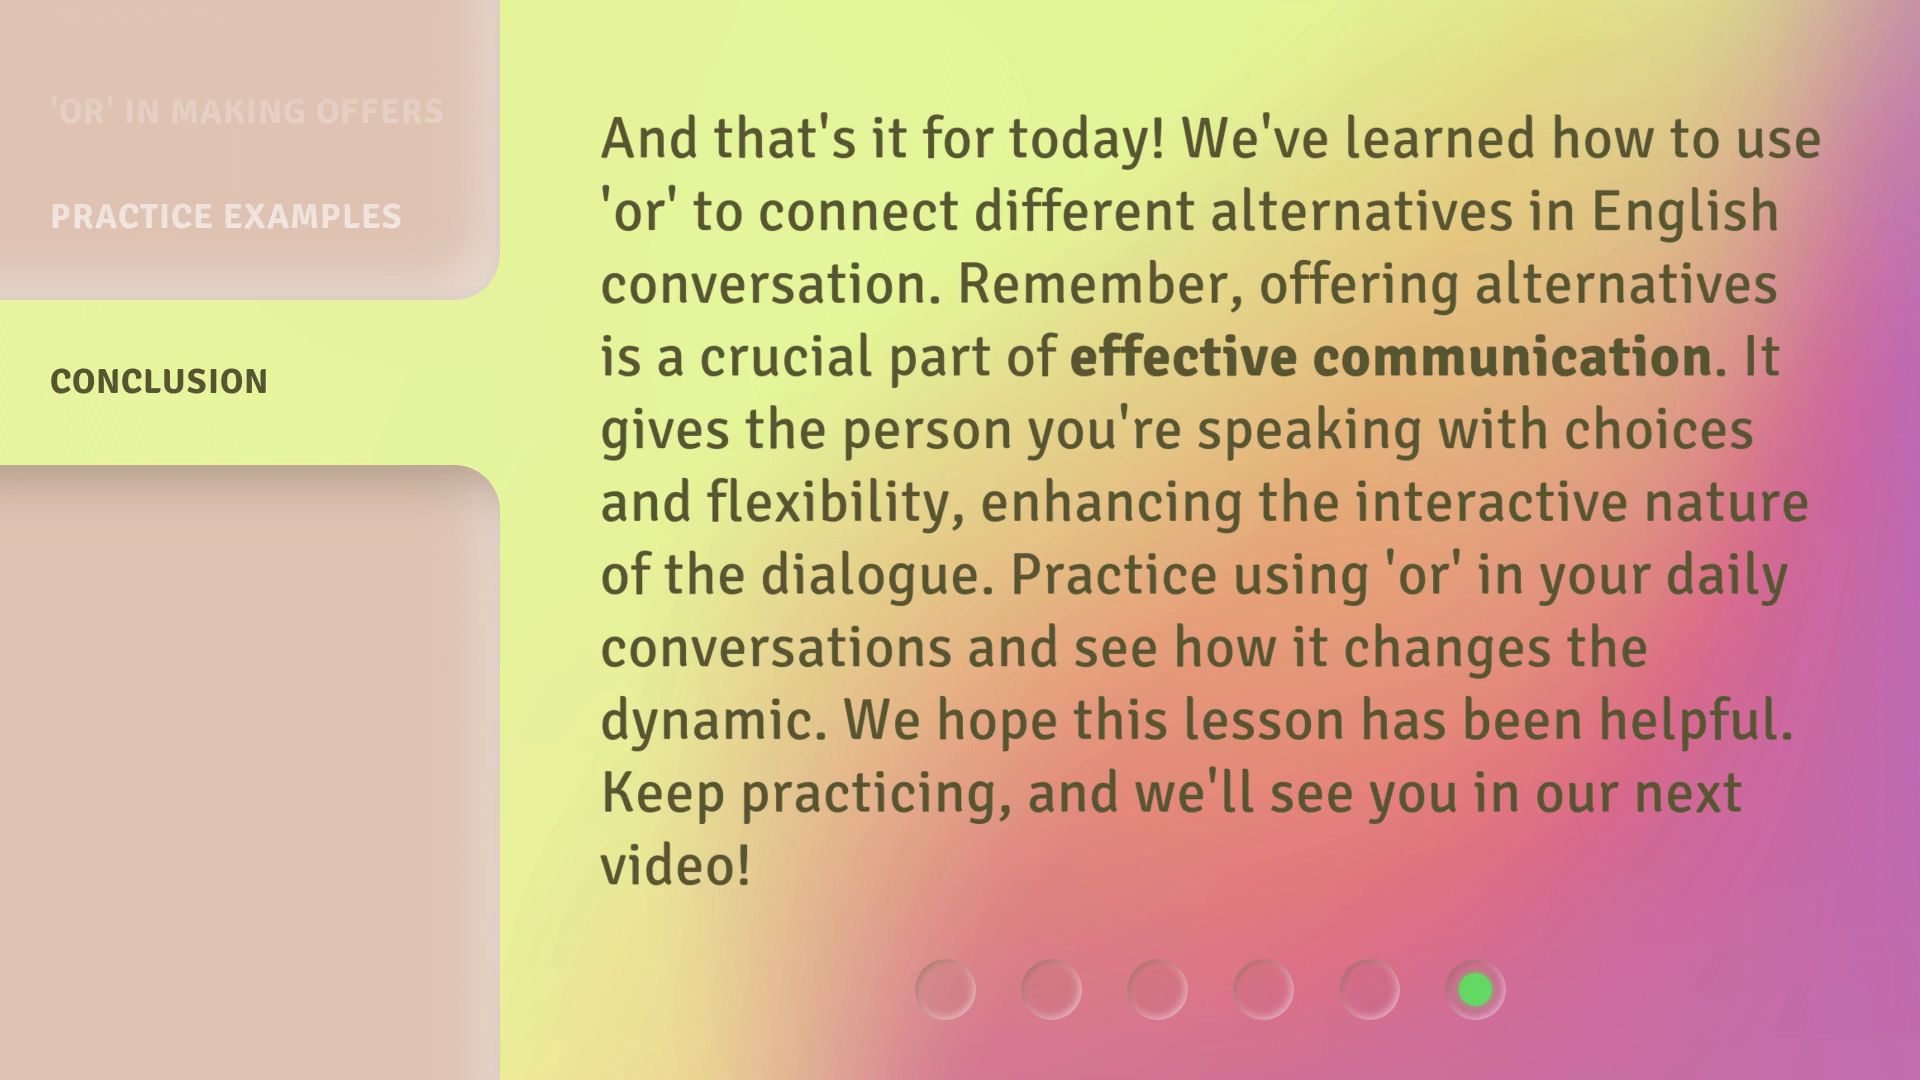 'OR' IN MAKING OFFERS
PRACTICE EXAMPLES
CONCLUSION
And that's it for today! We've learned how to use
'or' to connect different alternatives in English
conversation. Remember, offering alternatives
is a crucial part of effective communication. It
gives the person you're speaking with choices
and flexibility, enhancing the interactive nature
of the dialogue. Practice using 'or' in your daily
conversations and see how it changes the
dynamic. We hope this lesson has been helpful.
Keep practicing, and we'll see you in our next
video!